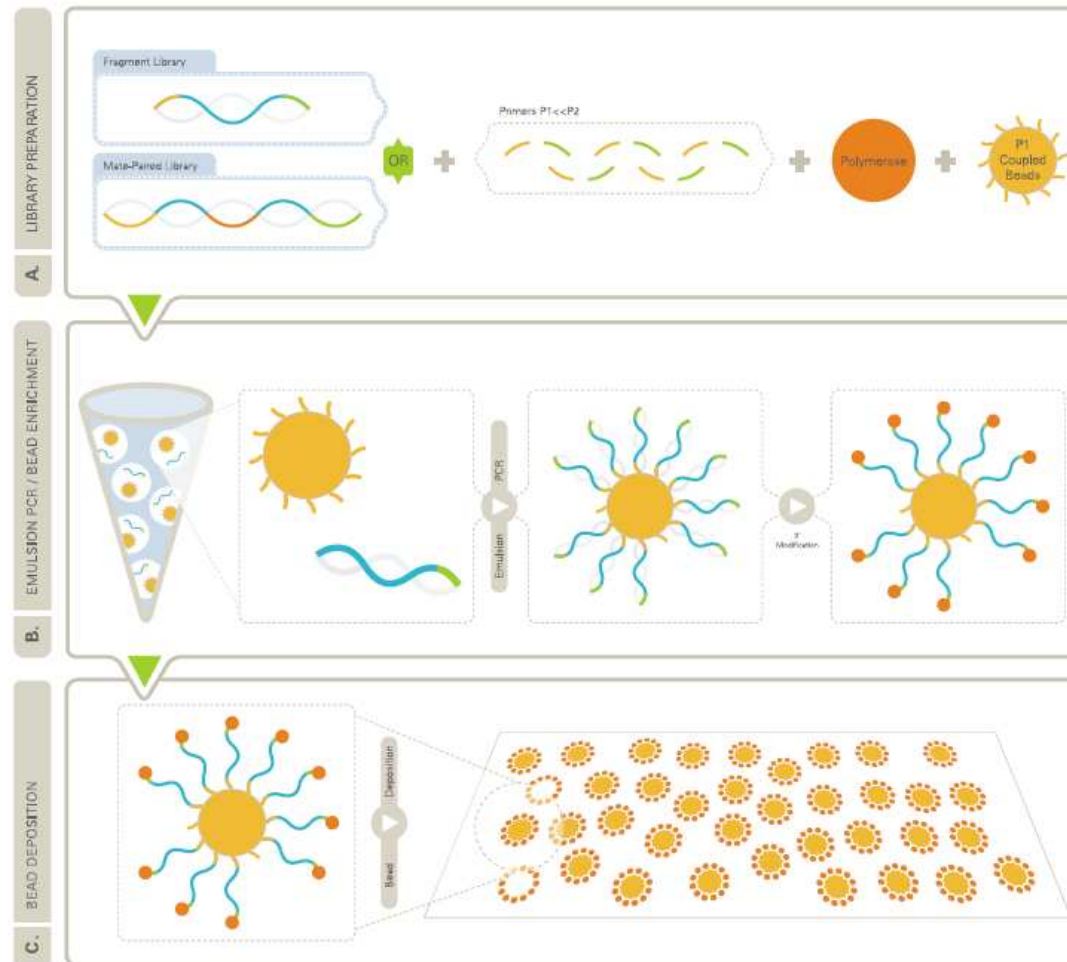 A.
LIBRARY PREPARATION
Fragment Library
Mate-Paired Library
OR
Primers P1<<P2
Polymerase
P1
Coupled
Beads
B.
EMULSION PCR / BEAD ENRICHMENT
Emulsion PCR
Modification
C.
BEAD DEPOSITION
Bead Deposition